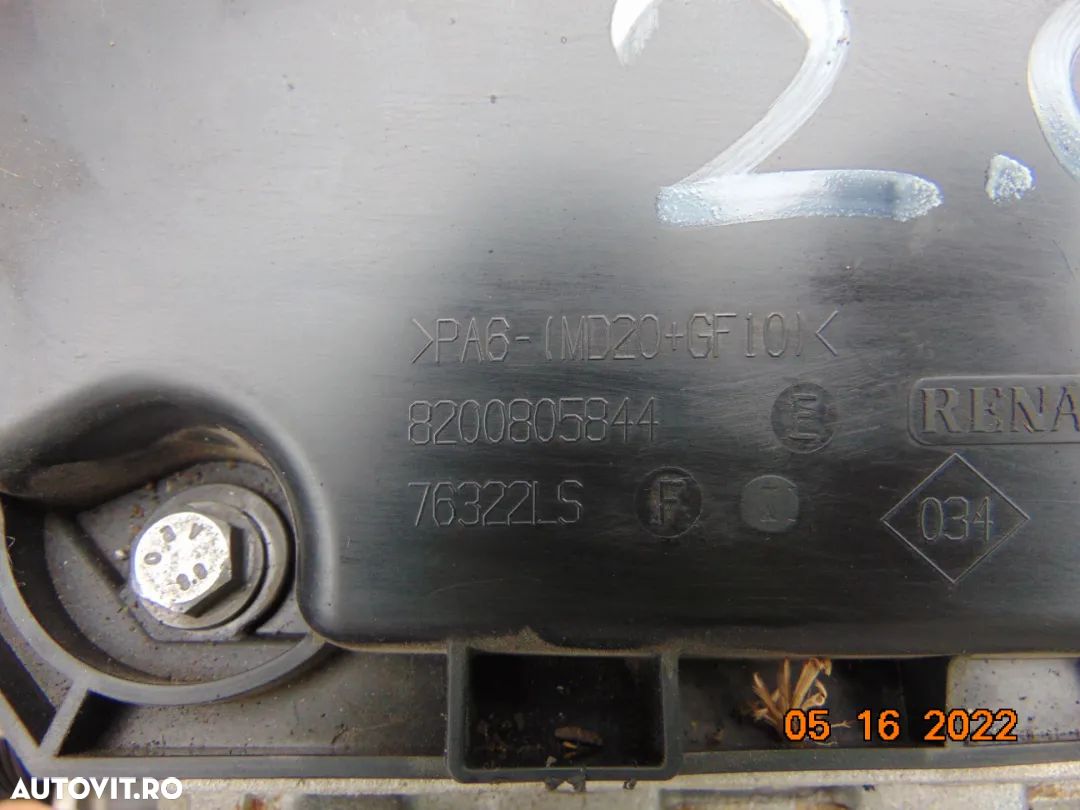 2.
>PA6-(MD20+GF10)<
8200805844 E RENA
76322LS F 034
05 16 2022
AUTOVIT.RO